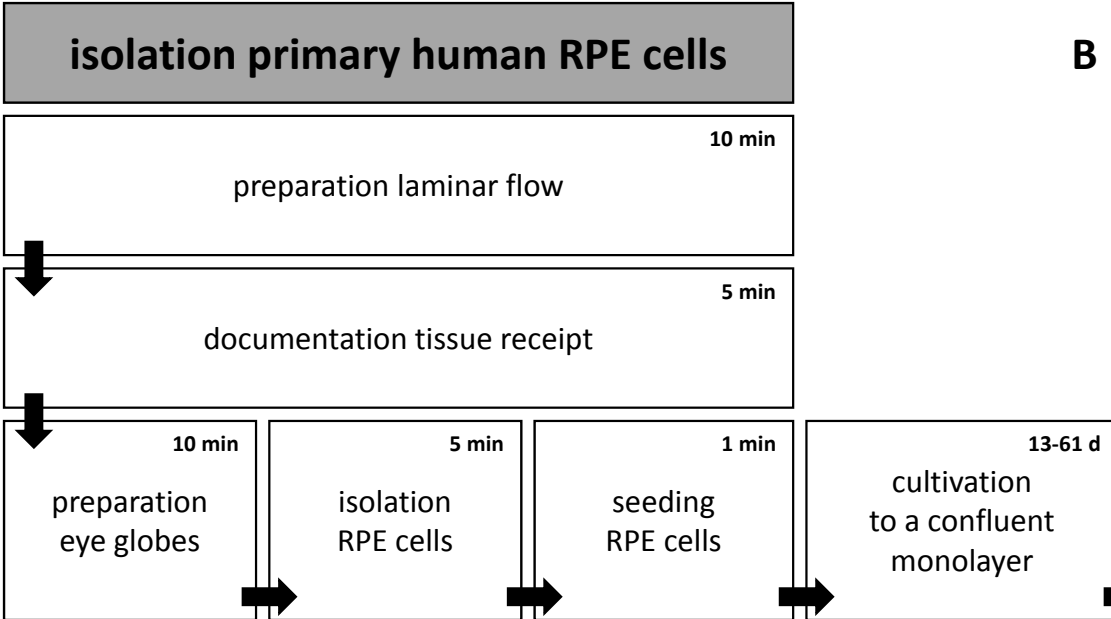 isolation primary human RPE cells
B
10 min
preparation laminar flow
5 min
documentation tissue receipt
10 min
preparation
eye globes
5 min
isolation
RPE cells
1 min
seeding
RPE cells
13-61 d
cultivation
to a confluent
monolayer